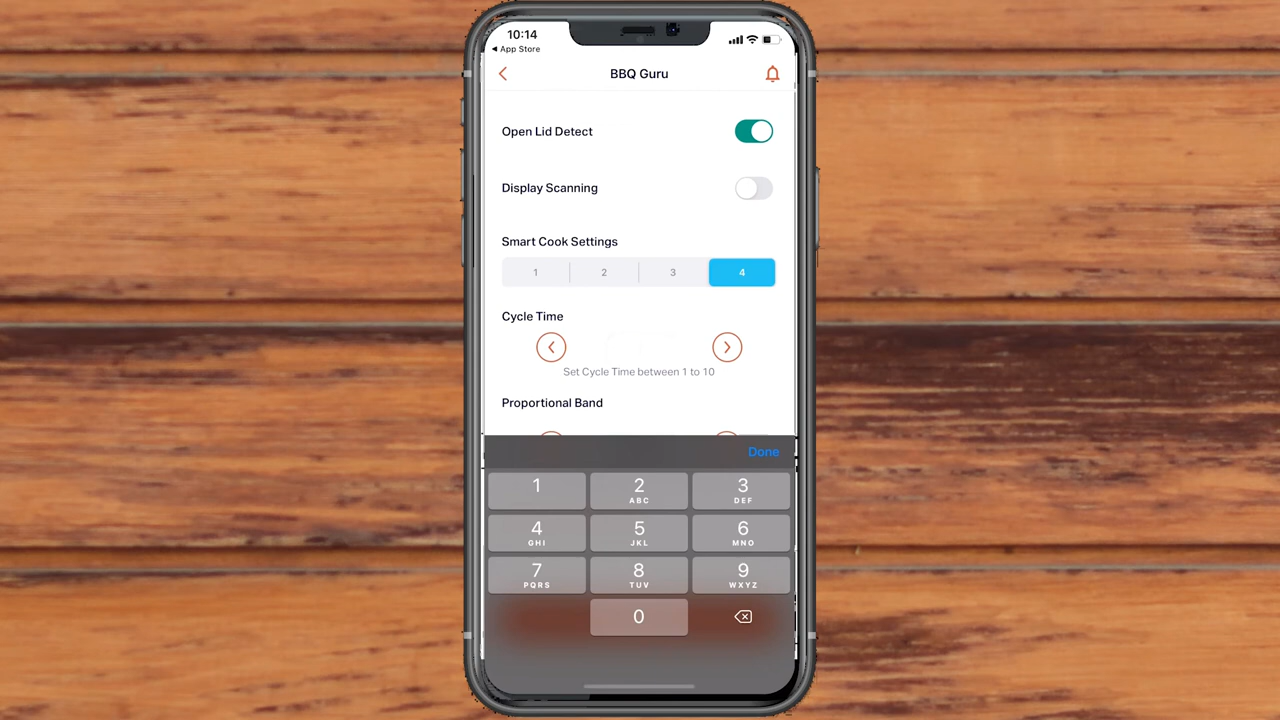 10:14
App Store
BBQ Guru
Open Lid Detect
Display Scanning
Smart Cook Settings
1 2 3 4
Cycle Time
Set Cycle Time between 1 to 10
Proportional Band
Done
1 2 3
ABC DEF
4 5 6
GHI JKL MNO
7 8 9
PQRS TUV WXYZ
0